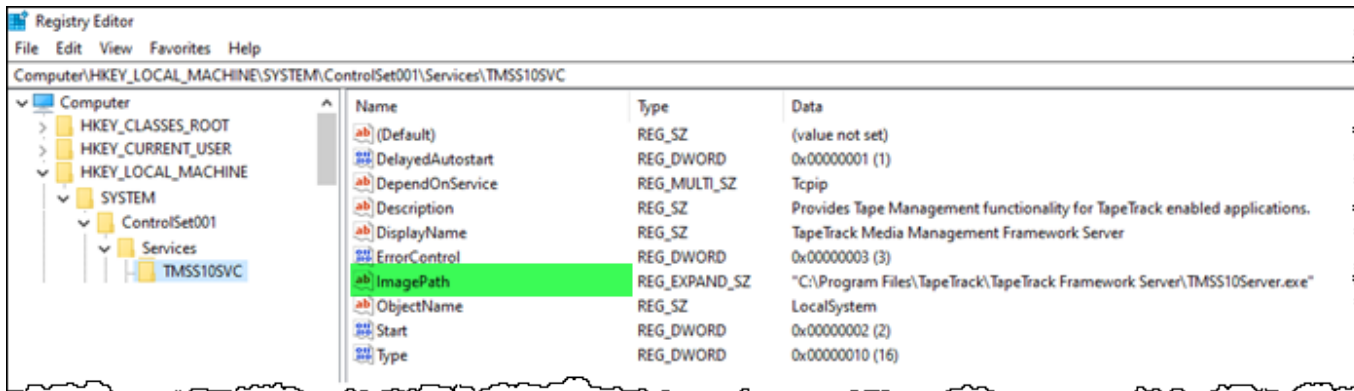 Registry Editor
File Edit View Favorites Help
Computer\HKEY_LOCAL_MACHINE\SYSTEM\ControlSet001\Services\TMSS10SVC
Computer
HKEY_CLASSES_ROOT
HKEY_CURRENT_USER
HKEY_LOCAL_MACHINE
SYSTEM
ControlSet001
Services
TMSS10SVC
Name Type Data
(Default) REG_SZ (value not set)
DelayedAutostart REG_DWORD 0x00000001 (1)
DependOnService REG_MULTI_SZ Tcpip
Description REG_SZ Provides Tape Management functionality for TapeTrack enabled applications.
DisplayName REG_SZ TapeTrack Media Management Framework Server
ErrorControl REG_DWORD 0x00000003 (3)
ImagePath REG_EXPAND_SZ "C:\Program Files\TapeTrack\TapeTrack Framework Server\TMSS10Server.exe"
ObjectName REG_SZ LocalSystem
Start REG_DWORD 0x00000002 (2)
Type REG_DWORD 0x00000010 (16)